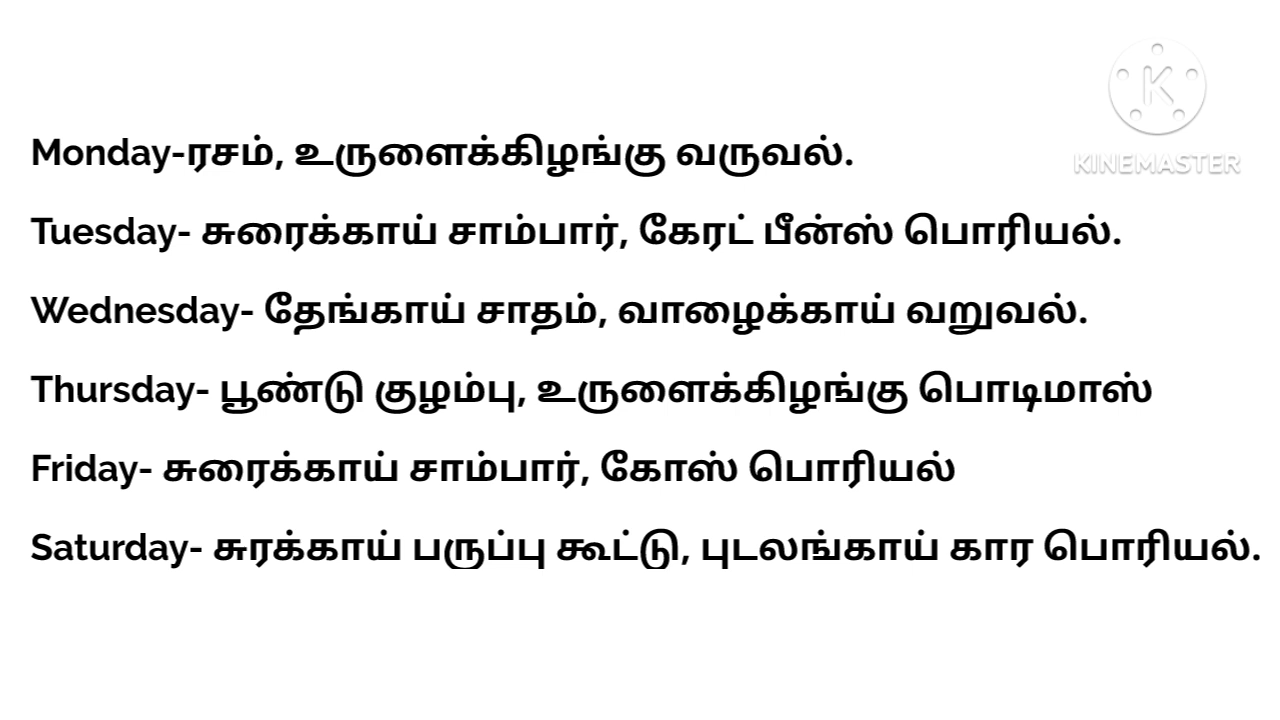 K
KINEMASTER
Monday-ரசம், உருளைக்கிழங்கு வருவல்.
Tuesday- சுரைக்காய் சாம்பார், கேரட் பீன்ஸ் பொரியல்.
Wednesday- தேங்காய் சாதம், வாழைக்காய் வறுவல்.
Thursday- பூண்டு குழம்பு, உருளைக்கிழங்கு பொடிமாஸ்
Friday- சுரைக்காய் சாம்பார், கோஸ் பொரியல்
Saturday- சுரக்காய் பருப்பு கூட்டு, புடலங்காய் கார பொரியல்.